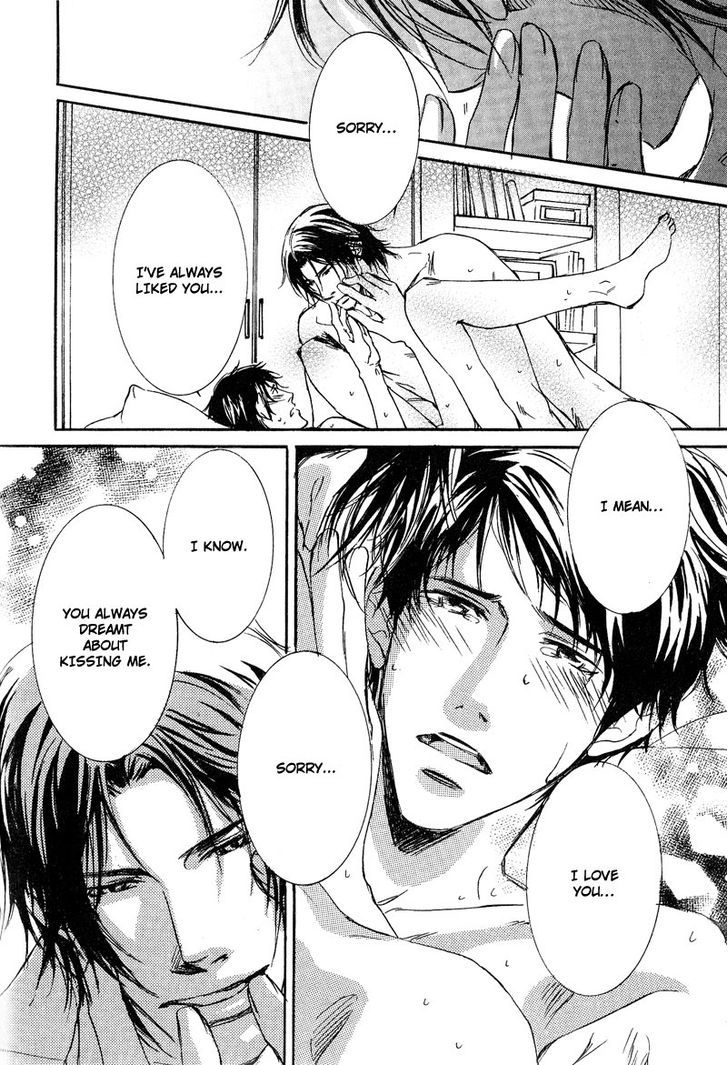 SORRY...
I'VE ALWAYS
LIKED YOU...
I MEAN...
I LOVE
YOU...
SORRY...
I KNOW.
YOU ALWAYS
DREAMT
ABOUT
KISSING ME.